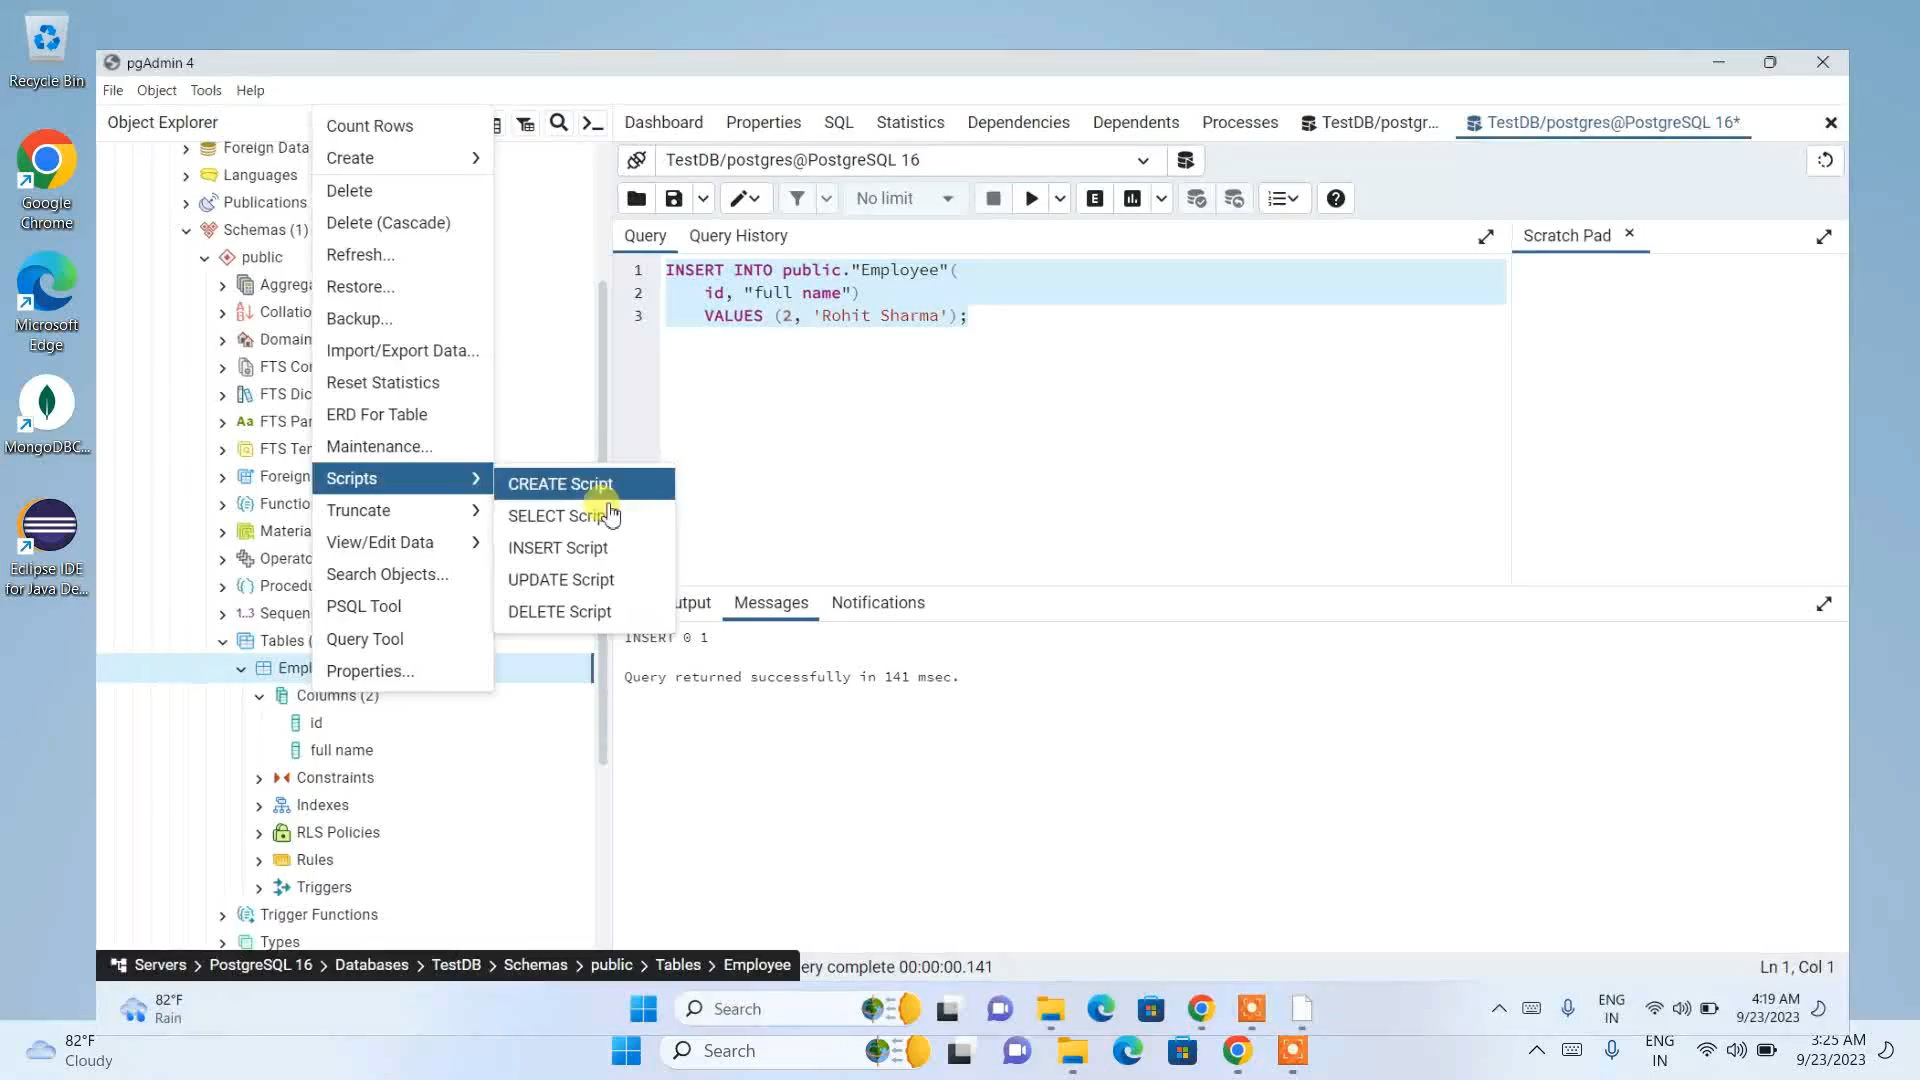 Recycle Bin
Google
Chrome
Microsoft
Edge
MongoDBC...
Eclipse IDE
for Java De...
pgAdmin 4
File Object Tools Help
Object Explorer
Foreign Data
Languages
Publications
Schemas (1)
public
Aggrega
Collatio
Domain
FTS Co
FTS Dic
Aa FTS Par
FTS Ter
Foreign
Functio
Materia
Operato
Procedu
1..3 Sequen
Tables (
Empl
Columns (2)
id
full name
Constraints
Indexes
RLS Policies
Rules
Triggers
Trigger Functions
Types
Count Rows
Create
Delete
Delete (Cascade)
Refresh...
Restore...
Backup...
Import/Export Data...
Reset Statistics
ERD For Table
Maintenance...
Scripts
Truncate
View/Edit Data
Search Objects...
PSQL Tool
Query Tool
Properties...
CREATE Script
SELECT Script
INSERT Script
UPDATE Script
DELETE Script
Dashboard Properties SQL Statistics Dependencies Dependents Processes TestDB/postgr... TestDB/postgres@PostgreSQL 16*
TestDB/postgres@PostgreSQL 16
No limit
E
Query Query History
Scratch Pad
1 INSERT INTO public."Employee"(
2 id, "full name")
3 VALUES (2, 'Rohit Sharma');
utput Messages Notifications
INSERT 0 1
Query returned successfully in 141 msec.
Servers > PostgreSQL 16 > Databases > TestDB > Schemas > public > Tables > Employee
ery complete 00:00:00.141
Ln 1, Col 1
82°F
Rain
Search
ENG
IN
4:19 AM
9/23/2023
82°F
Cloudy
Search
ENG
IN
3:25 AM
9/23/2023